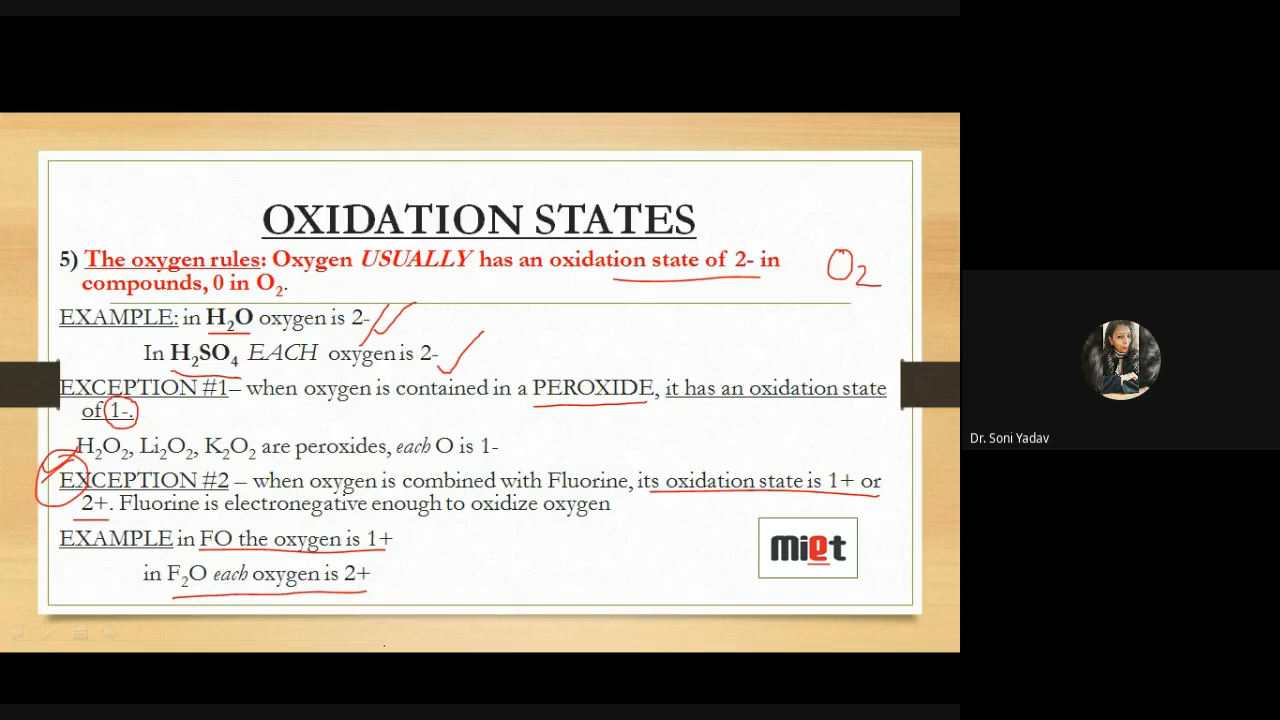 OXIDATION STATES
5) The oxygen rules: Oxygen USUALLY has an oxidation state of 2- in
compounds, 0 in O2.
O2
EXAMPLE: in H2O oxygen is 2-
In H2SO4 EACH oxygen is 2-
EXCEPTION #1– when oxygen is contained in a PEROXIDE, it has an oxidation state
of 1-.
H2O2, Li2O2, K2O2 are peroxides, each O is 1-
EXCEPTION #2 – when oxygen is combined with Fluorine, its oxidation state is 1+ or
2+. Fluorine is electronegative enough to oxidize oxygen
EXAMPLE in FO the oxygen is 1+
in F2O each oxygen is 2+
miet
Dr. Soni Yadav